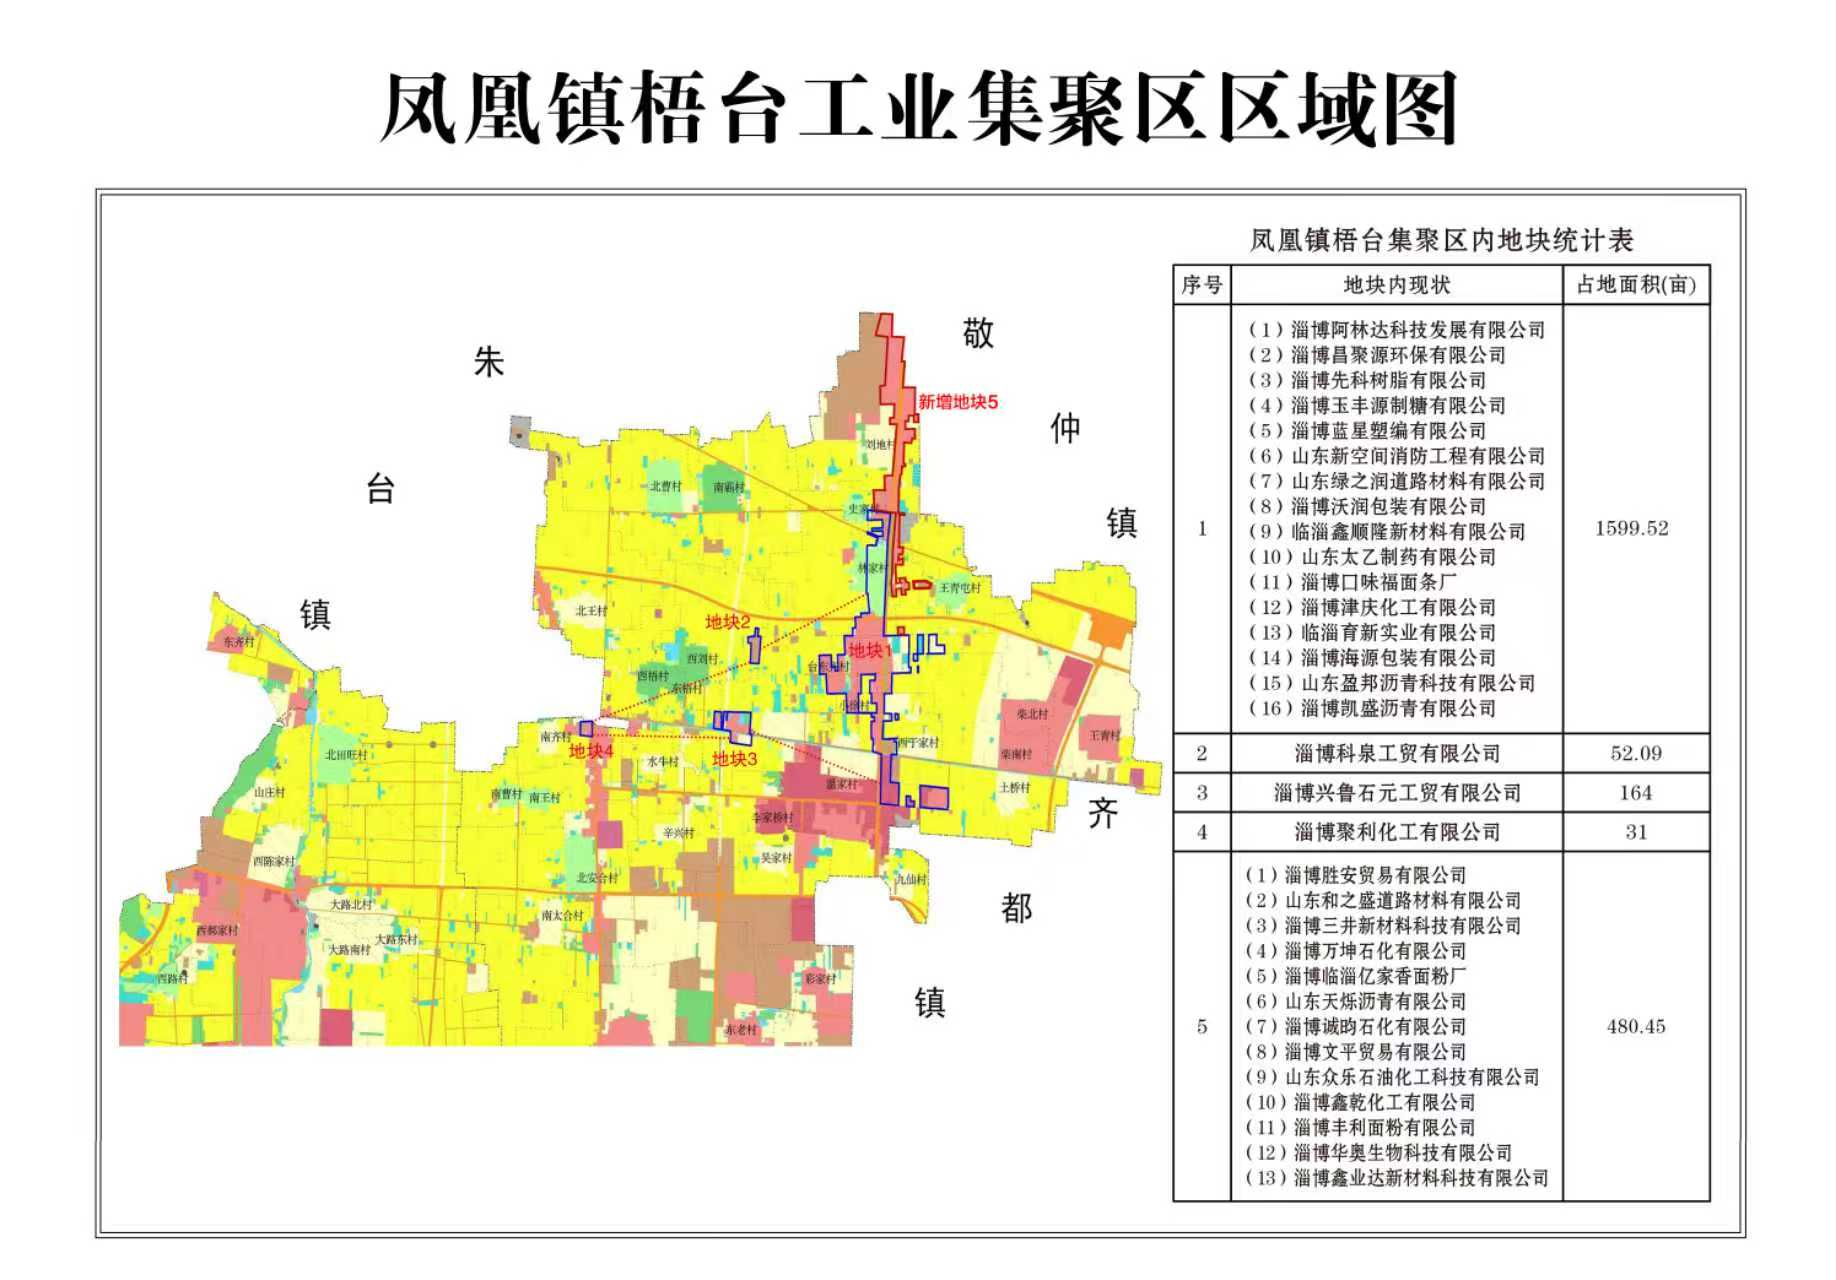 凤凰镇梧台工业集聚区区域图
朱
台
镇
敬
仲
镇
齐
都
镇
新增地块5
刘地村
北曹村
南霸村
史家村
林家村
王青屯村
北王村
地块2
地块1
东齐村
西刘村
西梧村
东梧村
台东村
小徐村
柴北村
柴南村
王青村
西于家村
南齐村
地块4
地块3
水牛村
温家村
土桥村
北田旺村
山庄村
南曹村
南王村
李家桥村
辛兴村
吴家村
西陈家村
北安合村
九仙村
大路北村
南太合村
西郝家村
大路东村
大路南村
西路村
彩家村
东老村
凤凰镇梧台集聚区内地块统计表
序号 地块内现状 占地面积(亩)
1 1599.52
(1) 淄博阿林达科技发展有限公司
(2) 淄博昌聚源环保有限公司
(3) 淄博先科树脂有限公司
(4) 淄博玉丰源制糖有限公司
(5) 淄博蓝星塑编有限公司
(6) 山东新空间消防工程有限公司
(7) 山东绿之润道路材料有限公司
(8) 淄博沃润包装有限公司
(9) 临淄鑫顺隆新材料有限公司
(10) 山东太乙制药有限公司
(11) 淄博口味福面条厂
(12) 淄博津庆化工有限公司
(13) 临淄育新实业有限公司
(14) 淄博海源包装有限公司
(15) 山东盈邦沥青科技有限公司
(16) 淄博凯盛沥青有限公司
2 淄博科泉工贸有限公司 52.09
3 淄博兴鲁石元工贸有限公司 164
4 淄博聚利化工有限公司 31
5 480.45
(1) 淄博胜安贸易有限公司
(2) 山东和之盛道路材料有限公司
(3) 淄博三井新材料科技有限公司
(4) 淄博万坤石化有限公司
(5) 淄博临淄亿家香面粉厂
(6) 山东天烁沥青有限公司
(7) 淄博诚昀石化有限公司
(8) 淄博文平贸易有限公司
(9) 山东众乐石油化工科技有限公司
(10) 淄博鑫乾化工有限公司
(11) 淄博丰利面粉有限公司
(12) 淄博华奥生物科技有限公司
(13) 淄博鑫业达新材料科技有限公司